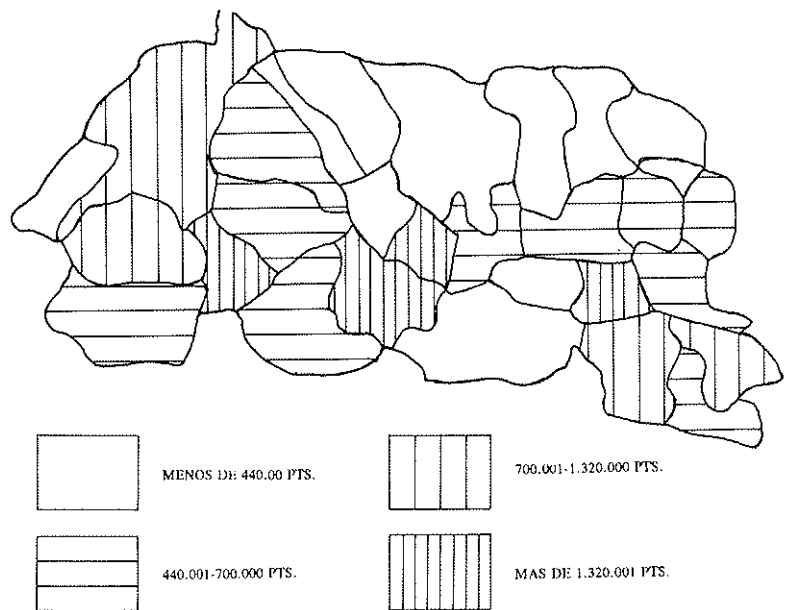 MENOS DE 440.00 PTS.
700.001-1.320.000 PTS.
440.001-700.000 PTS.
MAS DE 1.320.001 PTS.